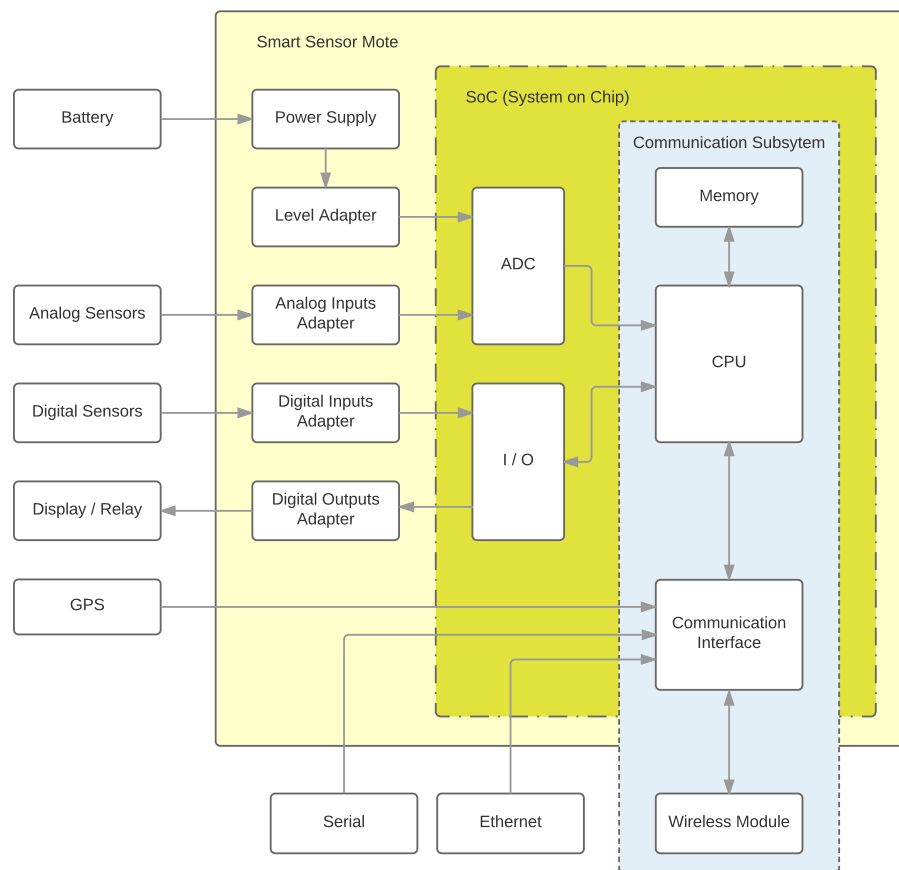 Smart Sensor Mote
SoC (System on Chip)
Communication Subsytem
Battery
Power Supply
Memory
Level Adapter
ADC
Analog Sensors
Analog Inputs
Adapter
CPU
Digital Sensors
Digital Inputs
Adapter
I / O
Display / Relay
Digital Outputs
Adapter
GPS
Communication
Interface
Serial
Ethernet
Wireless Module